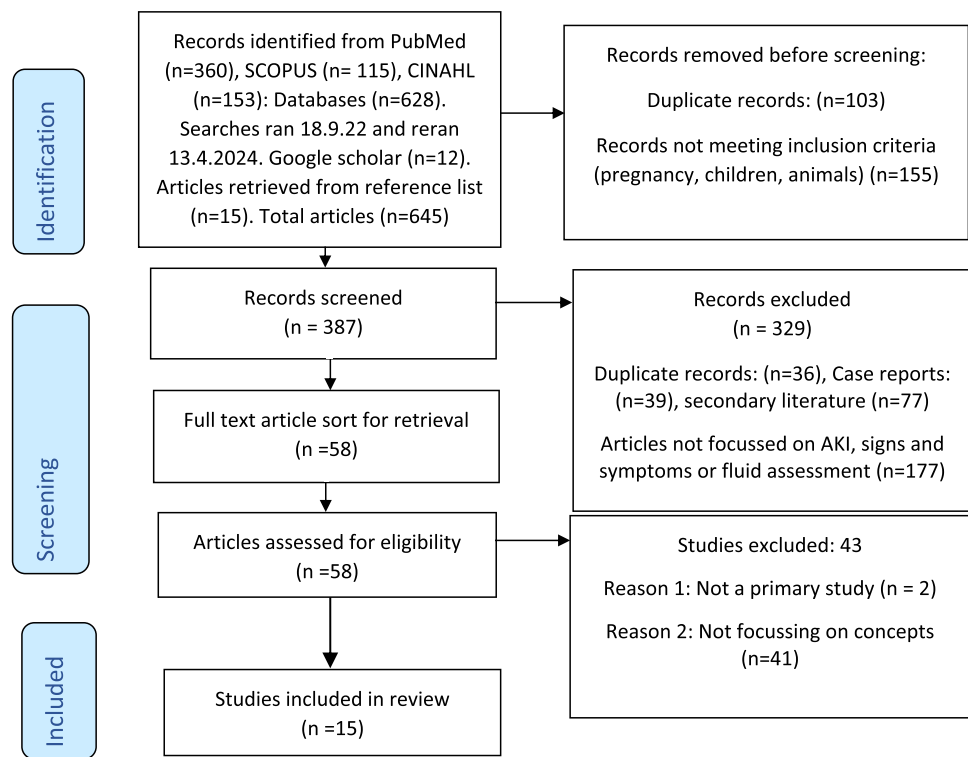 Identification
Records identified from PubMed
(n=360), SCOPUS (n= 115), CINAHL
(n=153): Databases (n=628).
Searches ran 18.9.22 and reran
13.4.2024. Google scholar (n=12).
Articles retrieved from reference list
(n=15). Total articles (n=645)
Records removed before screening:
Duplicate records: (n=103)
Records not meeting inclusion criteria
(pregnancy, children, animals) (n=155)
Screening
Records screened
(n = 387)
Records excluded
(n = 329)
Duplicate records: (n=36), Case reports:
(n=39), secondary literature (n=77)
Articles not focussed on AKI, signs and
symptoms or fluid assessment (n=177)
Full text article sort for retrieval
(n =58)
Articles assessed for eligibility
(n =58)
Studies excluded: 43
Reason 1: Not a primary study (n = 2)
Reason 2: Not focussing on concepts
(n=41)
Included
Studies included in review
(n =15)